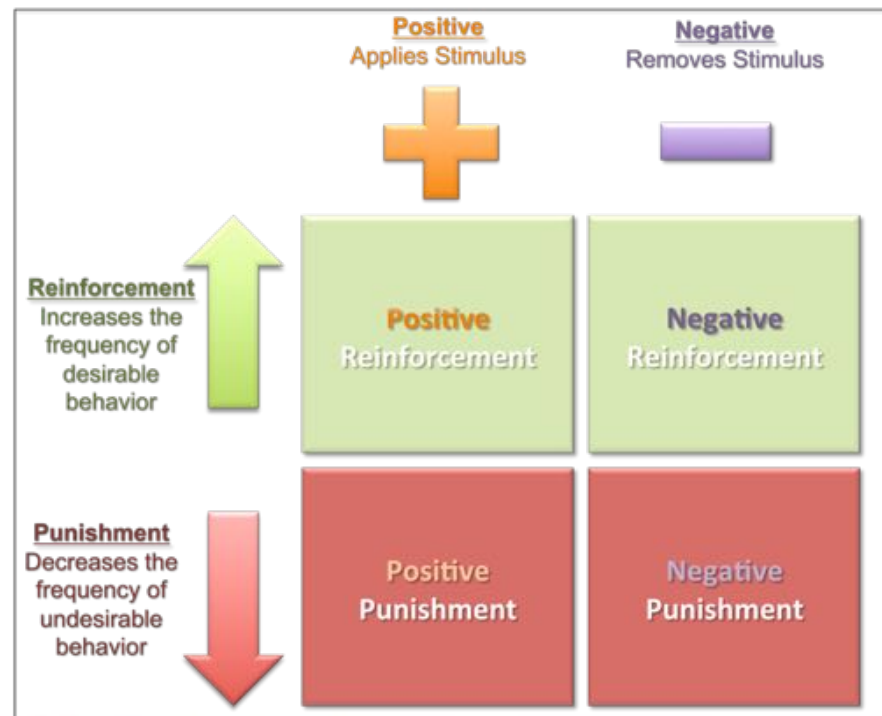 Positive
Applies Stimulus
Negative
Removes Stimulus
Reinforcement
Increases the
frequency of
desirable
behavior
Positive
Reinforcement
Negative
Reinforcement
Punishment
Decreases the
frequency of
undesirable
behavior
Positive
Punishment
Negative
Punishment